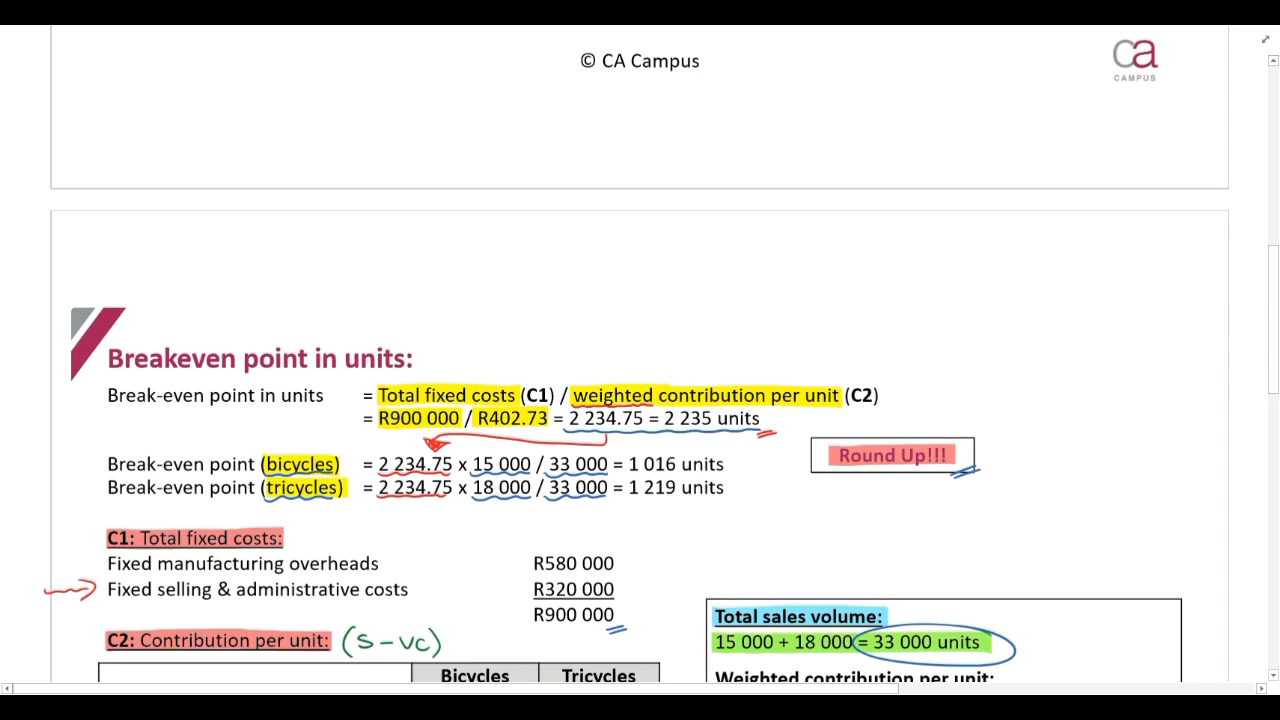 © CA Campus
ca
CAMPUS
Breakeven point in units:
Break-even point in units = Total fixed costs (C1) / weighted contribution per unit (C2)
= R900 000 / R402.73 = 2 234.75 = 2 235 units
Round Up!!!
Break-even point (bicycles) = 2 234.75 x 15 000 / 33 000 = 1 016 units
Break-even point (tricycles) = 2 234.75 x 18 000 / 33 000 = 1 219 units
C1: Total fixed costs:
Fixed manufacturing overheads R580 000
Fixed selling & administrative costs R320 000
R900 000
C2: Contribution per unit: (S - VC)
Bicycles Tricycles
Total sales volume:
15 000 + 18 000 = 33 000 units
Weighted contribution per unit: